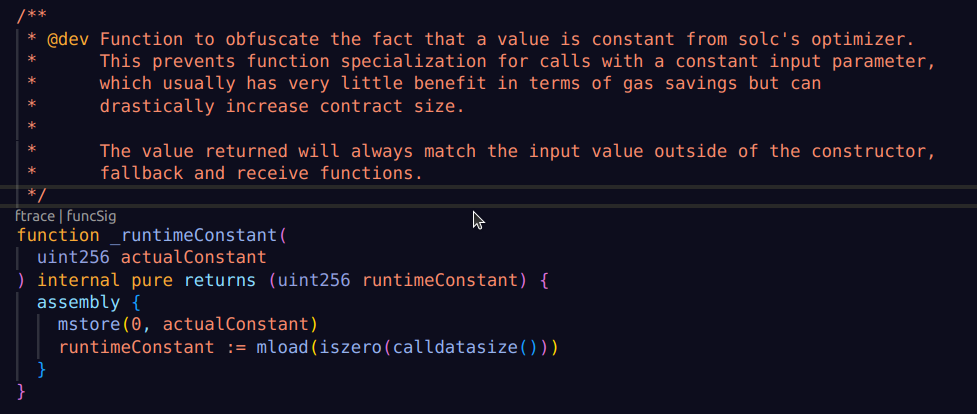 /**
 * @dev Function to obfuscate the fact that a value is constant from solc's optimizer.
 *      This prevents function specialization for calls with a constant input parameter,
 *      which usually has very little benefit in terms of gas savings but can
 *      drastically increase contract size.
 *
 *      The value returned will always match the input value outside of the constructor,
 *      fallback and receive functions.
 */
ftrace | funcSig
function _runtimeConstant(
  uint256 actualConstant
) internal pure returns (uint256 runtimeConstant) {
  assembly {
    mstore(0, actualConstant)
    runtimeConstant := mload(iszero(calldatasize()))
  }
}